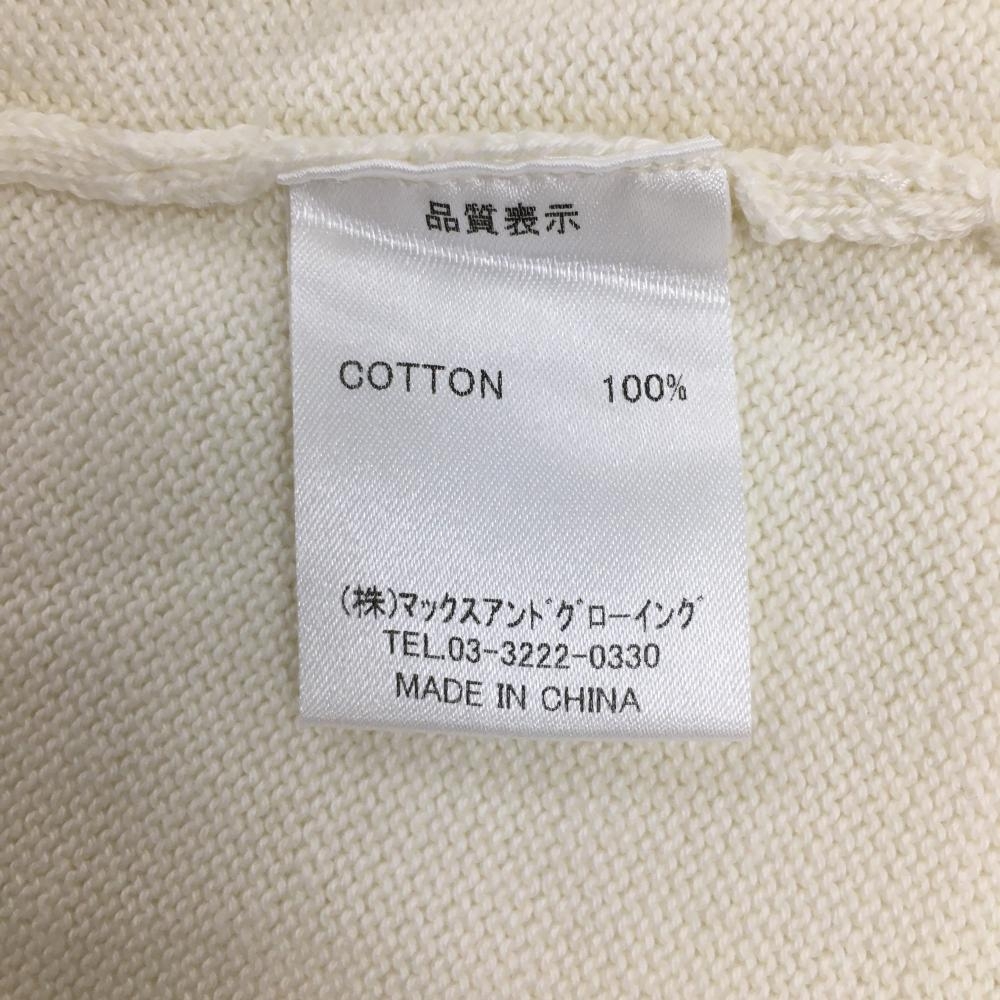 品質表示
COTTON 100%
(株)マックスアンドグローイング
TEL.03-3222-0330
MADE IN CHINA